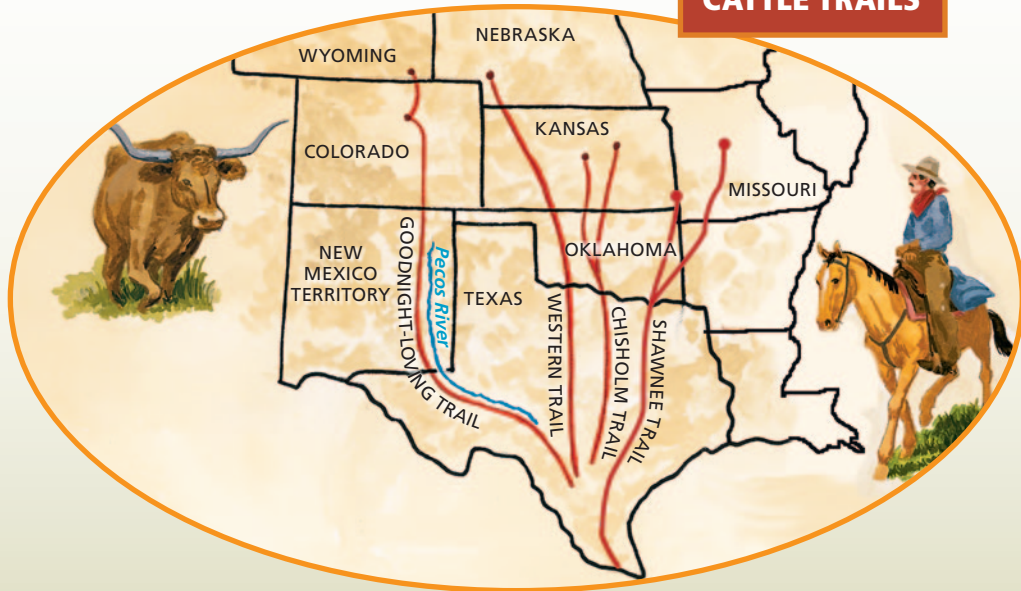 CATTLE TRAILS
NEBRASKA
WYOMING
KANSAS
COLORADO
MISSOURI
OKLAHOMA
NEW
MEXICO
TERRITORY
TEXAS
Pecos River
GOODNIGHT-LOVING TRAIL
WESTERN TRAIL
CHISHOLM TRAIL
SHAWNEE TRAIL